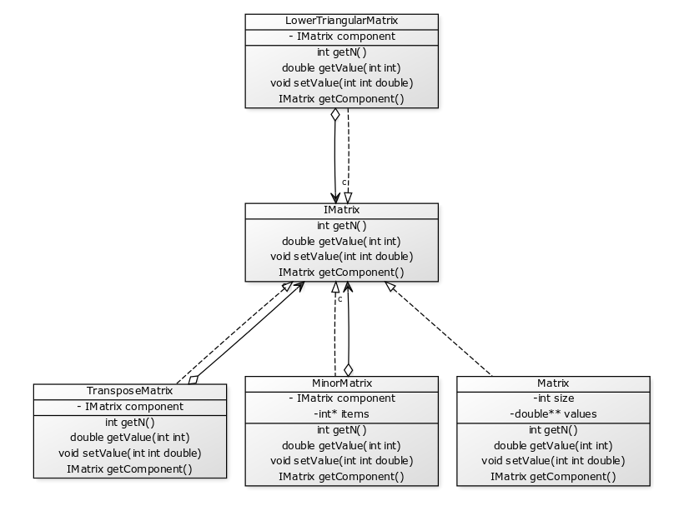 LowerTriangularMatrix
- IMatrix component
int getN()
double getValue(int int)
void setValue(int int double)
IMatrix getComponent()
c
IMatrix
int getN()
double getValue(int int)
void setValue(int int double)
IMatrix getComponent()
c
TransposeMatrix
- IMatrix component
int getN()
double getValue(int int)
void setValue(int int double)
IMatrix getComponent()
MinorMatrix
- IMatrix component
-int* items
int getN()
double getValue(int int)
void setValue(int int double)
IMatrix getComponent()
Matrix
-int size
-double** values
int getN()
double getValue(int int)
void setValue(int int double)
IMatrix getComponent()